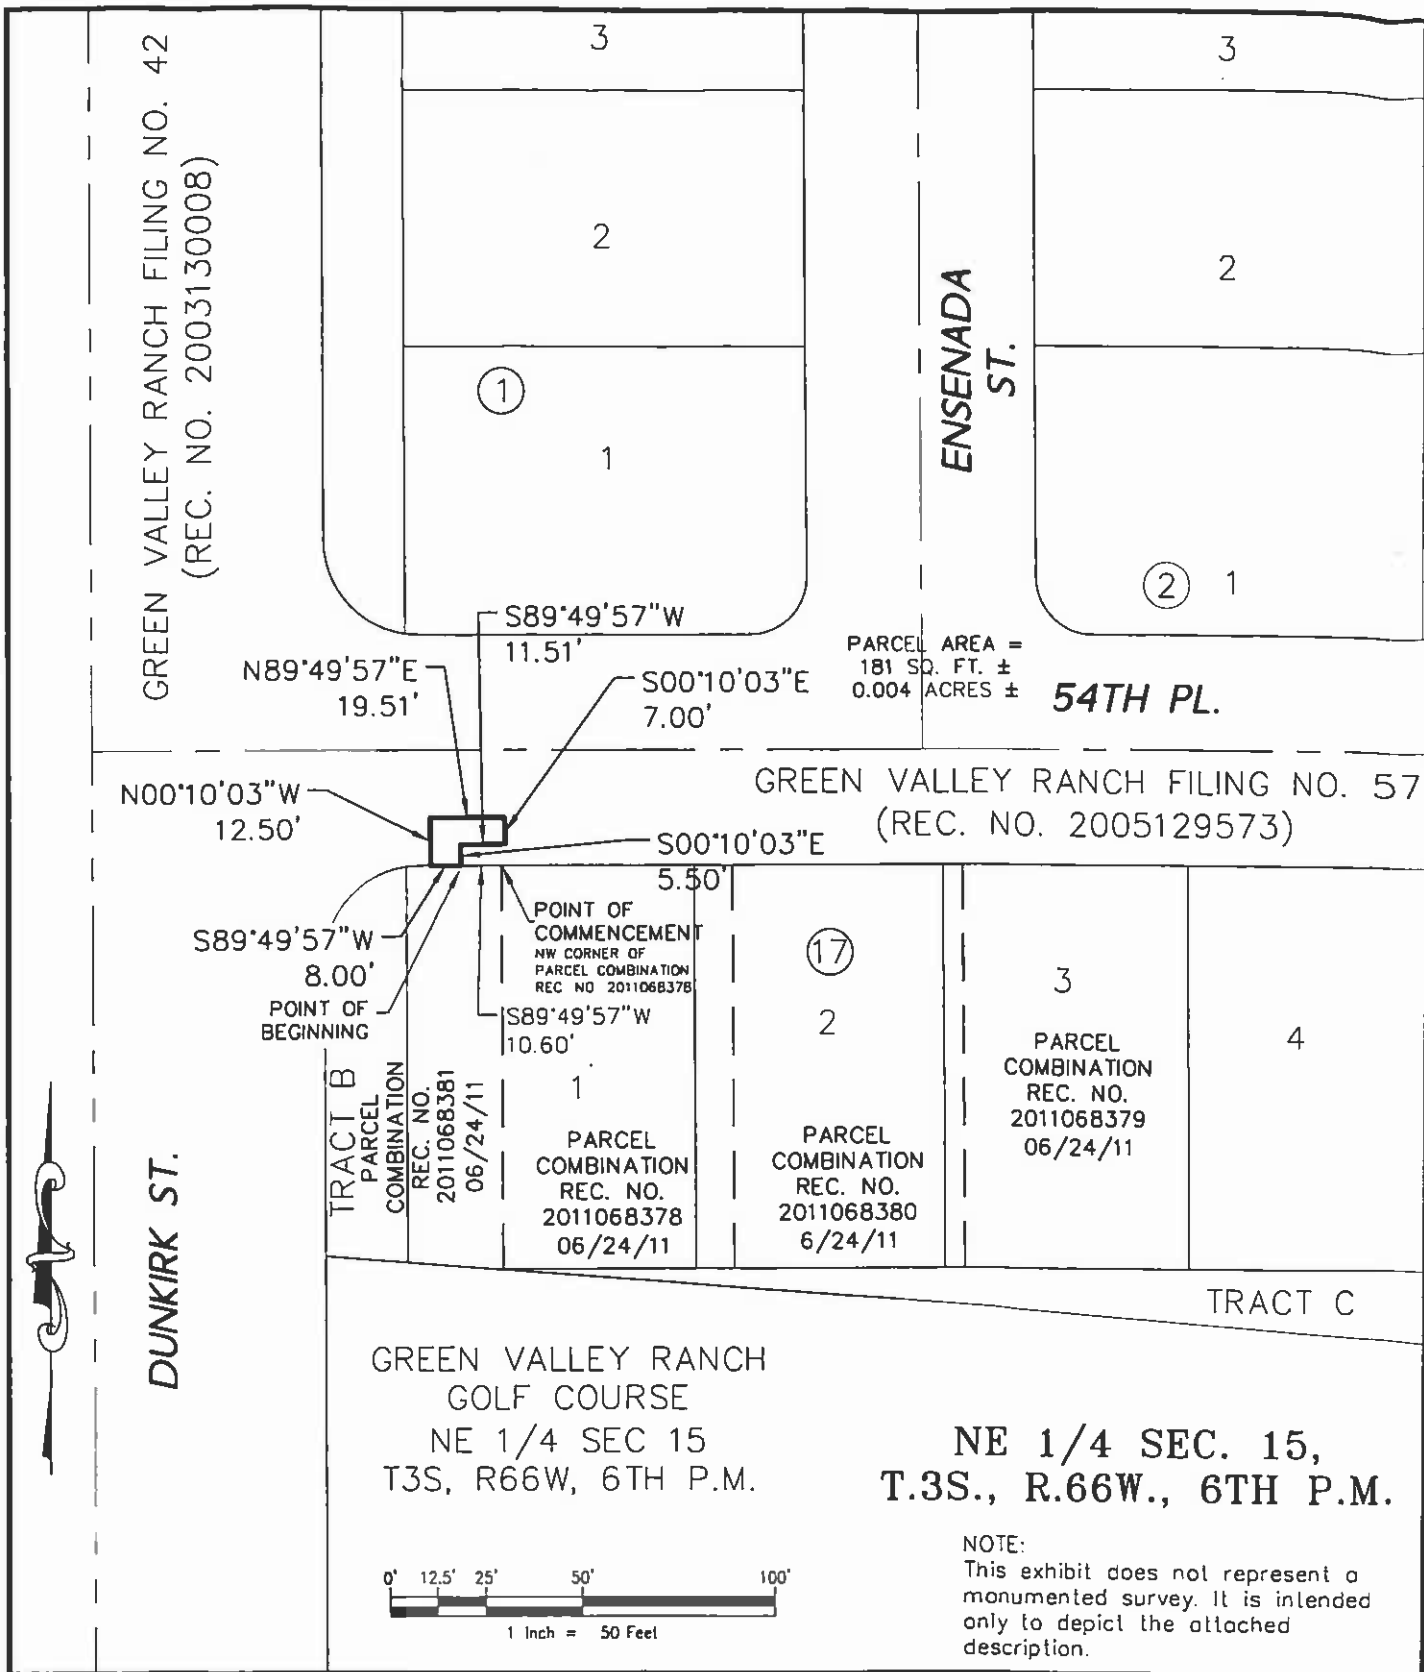 GREEN VALLEY RANCH FILING NO. 42
(REC. NO. 2003130008)
3
2
1
1
ENSENADA
ST.
3
2
2
1
S89°49'57"W
11.51'
N89°49'57"E
19.51'
S00°10'03"E
7.00'
PARCEL AREA =
181 SQ. FT. ±
0.004 ACRES ±
54TH PL.
N00°10'03"W
12.50'
GREEN VALLEY RANCH FILING NO. 57
(REC. NO. 2005129573)
S00°10'03"E
5.50'
S89°49'57"W
8.00'
POINT OF
BEGINNING
POINT OF
COMMENCEMENT
NW CORNER OF
PARCEL COMBINATION
REC NO 2011068378
S89°49'57"W
10.60'
TRACT B
PARCEL
COMBINATION
REC. NO.
2011068381
06/24/11
1
PARCEL
COMBINATION
REC. NO.
2011068378
06/24/11
17
2
PARCEL
COMBINATION
REC. NO.
2011068380
6/24/11
3
PARCEL
COMBINATION
REC. NO.
2011068379
06/24/11
4
DUNKIRK ST.
TRACT C
GREEN VALLEY RANCH
GOLF COURSE
NE 1/4 SEC 15
T3S, R66W, 6TH P.M.
NE 1/4 SEC. 15,
T.3S., R.66W., 6TH P.M.
0' 12.5' 25' 50' 100'
1 Inch = 50 Feet
NOTE:
This exhibit does not represent a
monumented survey. It is intended
only to depict the attached
description.